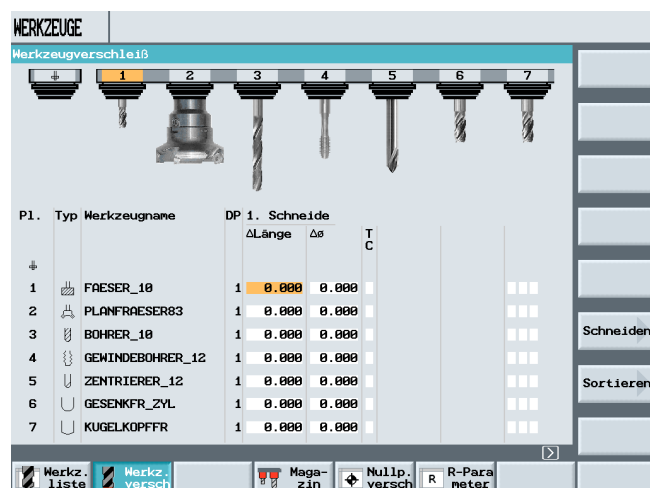 WERKZEUGE
Werkzeugverschleiß
1 2 3 4 5 6 7
Pl. Typ Werkzeugname DP 1. Schneide
ΔLänge Δø T
C
1 FAESER_10 1 0.000 0.000
2 PLANFRAESER83 1 0.000 0.000
3 BOHRER_10 1 0.000 0.000
4 GEWINDEBOHRER_12 1 0.000 0.000
5 ZENTRIERER_12 1 0.000 0.000
6 GESENKFR_ZYL 1 0.000 0.000
7 KUGELKOPFFR 1 0.000 0.000
Schneiden
Sortieren
Werkz. liste
Werkz. versch
Maga- zin
Nullp. versch
R R-Para meter